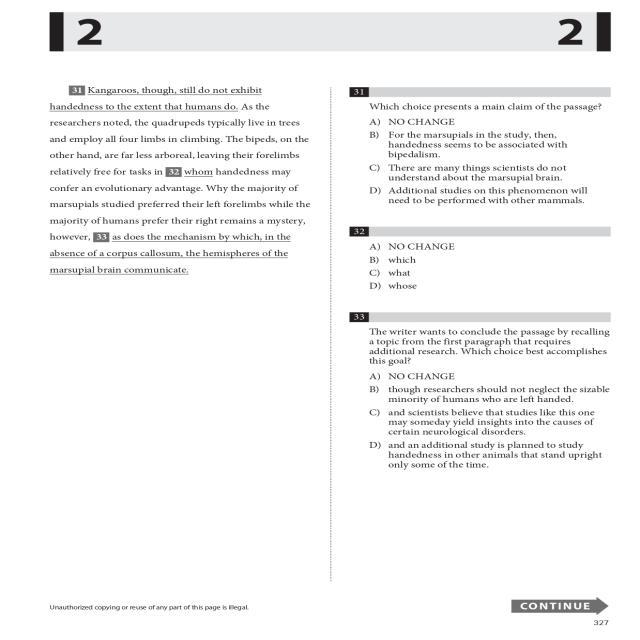 2
2
31 Kangaroos, though, still do not exhibit
handedness to the extent that humans do. As the
researchers noted, the quadrupeds typically live in trees
and employ all four limbs in climbing. The bipeds, on the
other hand, are far less arboreal, leaving their forelimbs
relatively free for tasks in 32 whom handedness may
confer an evolutionary advantage. Why the majority of
marsupials studied preferred their left forelimbs while the
majority of humans prefer their right remains a mystery,
however, 33 as does the mechanism by which, in the
absence of a corpus callosum, the hemispheres of the
marsupial brain communicate.
31
Which choice presents a main claim of the passage?
A) NO CHANGE
B) For the marsupials in the study, then,
handedness seems to be associated with
bipedalism.
C) There are many things scientists do not
understand about the marsupial brain.
D) Additional studies on this phenomenon will
need to be performed with other mammals.
32
A) NO CHANGE
B) which
C) what
D) whose
33
The writer wants to conclude the passage by recalling
a topic from the first paragraph that requires
additional research. Which choice best accomplishes
this goal?
A) NO CHANGE
B) though researchers should not neglect the sizable
minority of humans who are left handed.
C) and scientists believe that studies like this one
may someday yield insights into the causes of
certain neurological disorders.
D) and an additional study is planned to study
handedness in other animals that stand upright
only some of the time.
Unauthorized copying or reuse of any part of this page is illegal.
CONTINUE
327